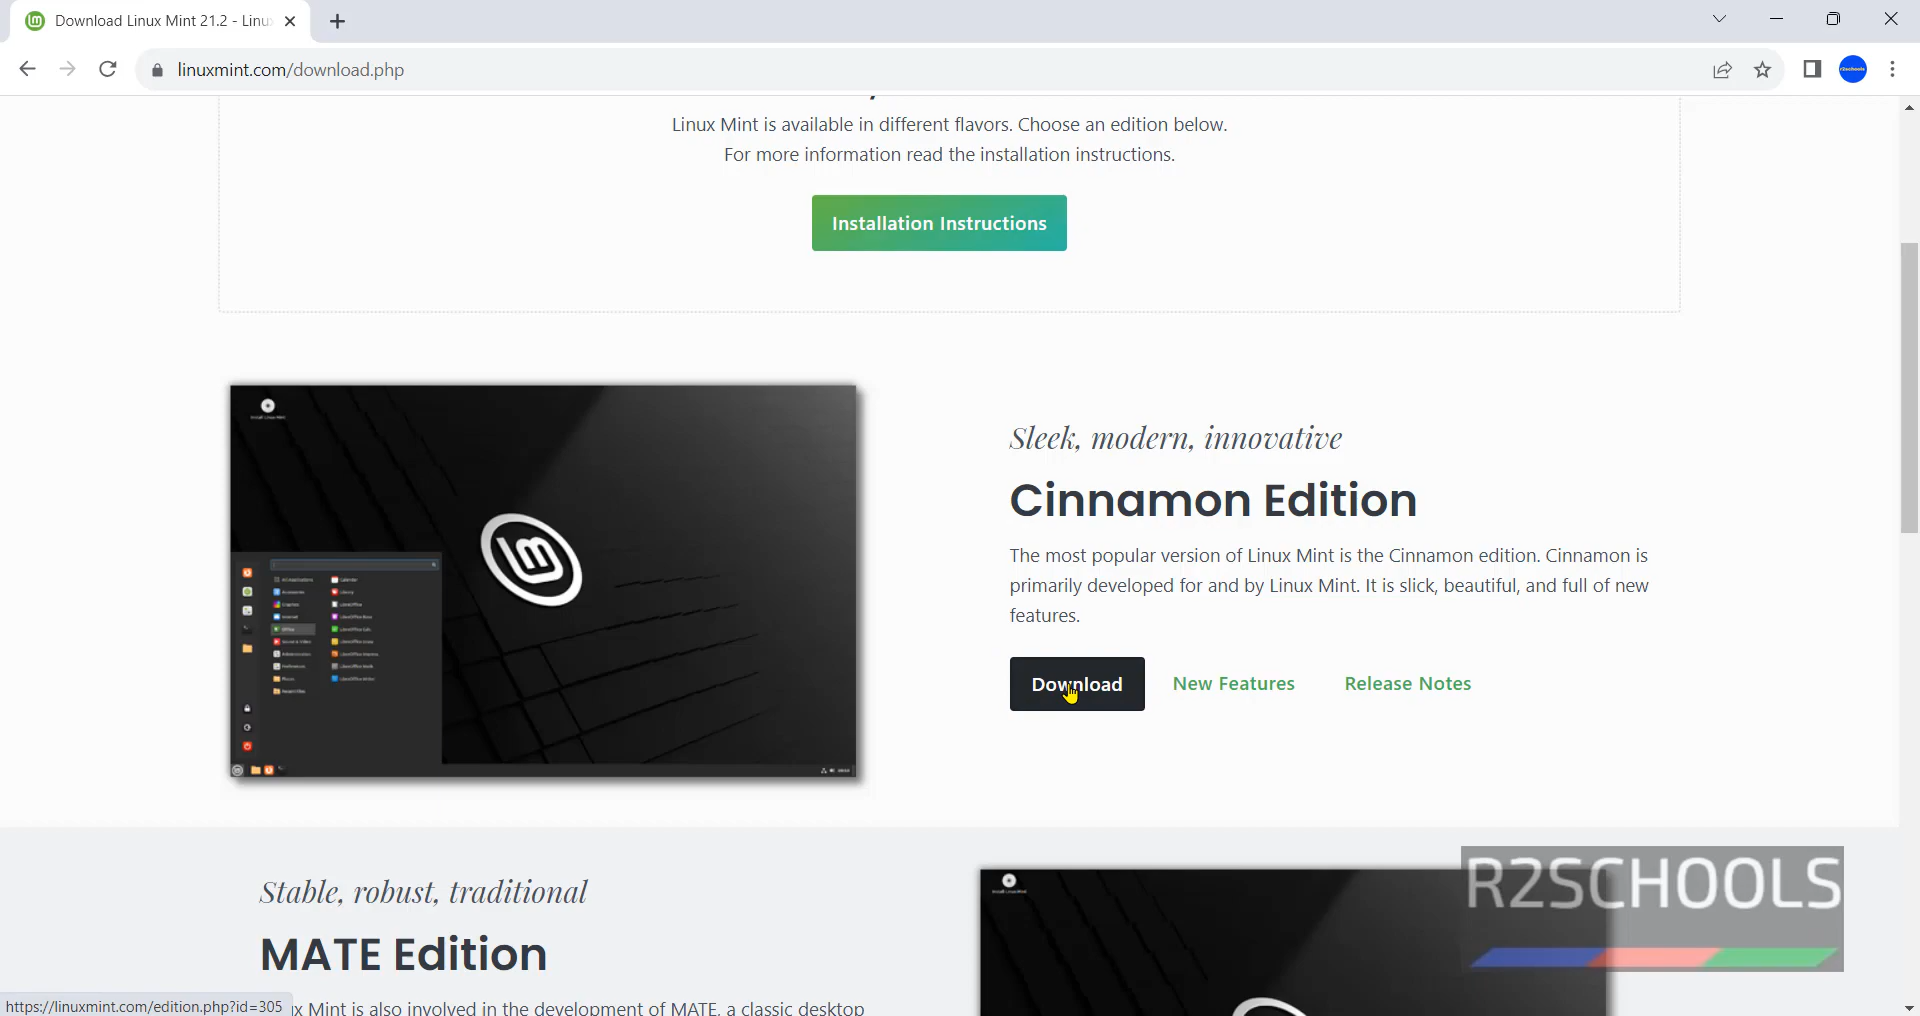 Download Linux Mint 21.2 - Linu
linuxmint.com/download.php
r2schools
Linux Mint is available in different flavors. Choose an edition below.
For more information read the installation instructions.
Installation Instructions
Sleek, modern, innovative
Cinnamon Edition
The most popular version of Linux Mint is the Cinnamon edition. Cinnamon is
primarily developed for and by Linux Mint. It is slick, beautiful, and full of new
features.
Download
New Features
Release Notes
R2SCHOOLS
Stable, robust, traditional
MATE Edition
https://linuxmint.com/edition.php?id=305
x Mint is also involved in the development of MATE, a classic desktop